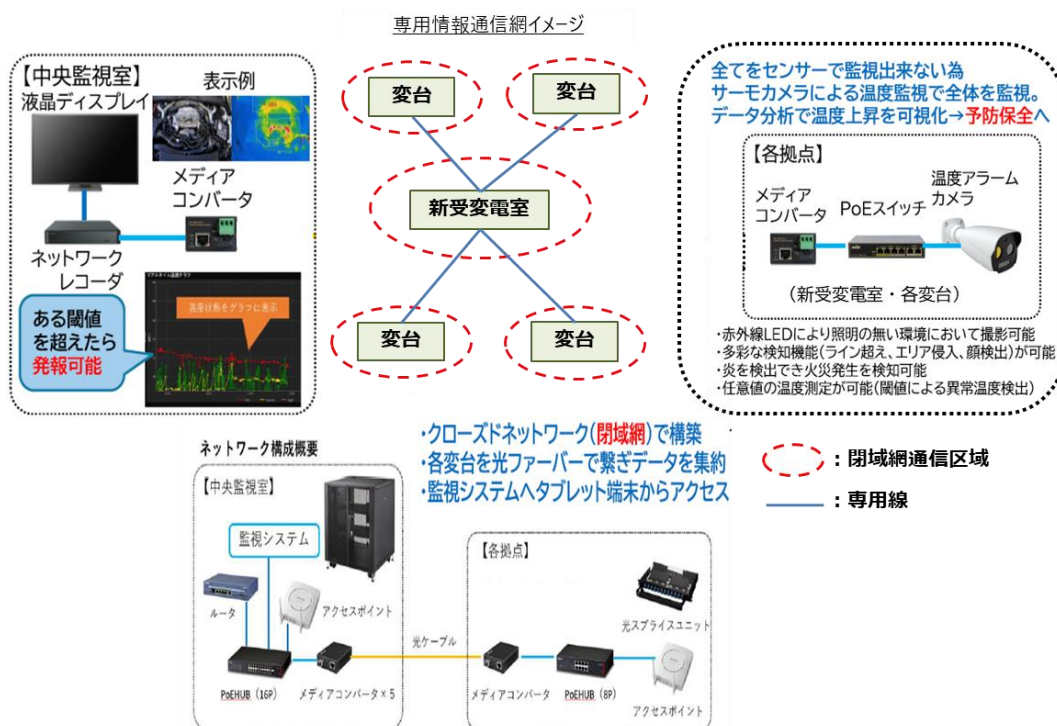 専用情報通信網イメージ
【中央監視室】
液晶ディスプレイ
表示例
メディア
コンバータ
ネットワーク
レコーダ
リアルタイム温度グラフ
温度状態をグラフに表示
ある閾値
を超えたら
発報可能
変台
変台
新受変電室
変台
変台
全てをセンサーで監視出来ない為
サーモカメラによる温度監視で全体を監視。
データ分析で温度上昇を可視化→予防保全へ
【各拠点】
メディア
コンバータ
PoEスイッチ
温度アラーム
カメラ
(新受変電室・各変台)
・赤外線LEDにより照明の無い環境において撮影可能
・多彩な検知機能(ライン超え、エリア侵入、顔検出)が可能
・炎を検出でき火災発生を検知可能
・任意値の温度測定が可能(閾値による異常温度検出)
・クローズドネットワーク(閉域網)で構築
・各変台を光ファーバーで繋ぎデータを集約
・監視システムへタブレット端末からアクセス
:閉域網通信区域
:専用線
ネットワーク構成概要
【中央監視室】
監視システム
ルータ
アクセスポイント
PoEHUB(16P)
メディアコンバータ×5
光ケーブル
【各拠点】
光スプライスユニット
メディアコンバータ
PoEHUB(8P)
アクセスポイント